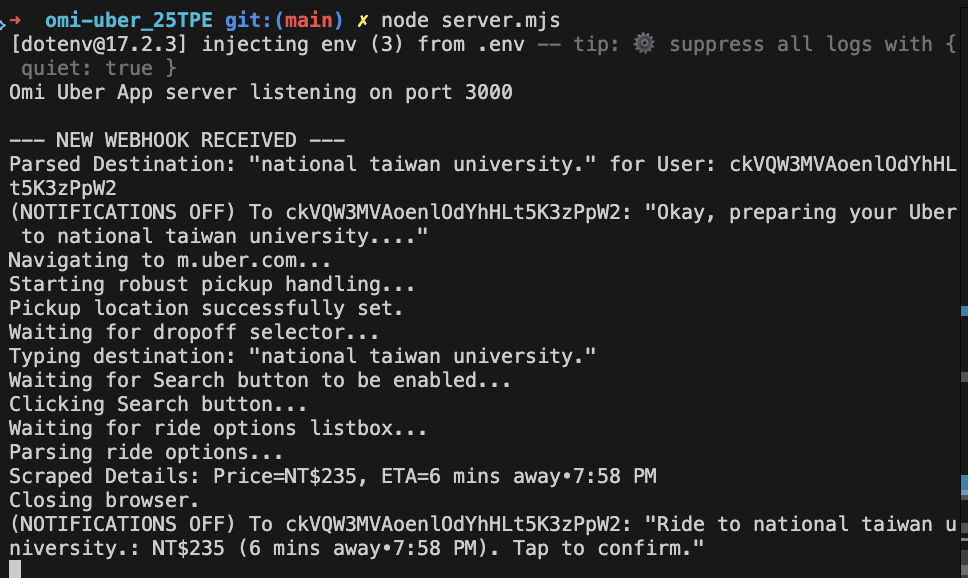 → omi-uber_25TPE git:(main) ✗ node server.mjs
[dotenv@17.2.3] injecting env (3) from .env -- tip: ⚙️ suppress all logs with {
 quiet: true }
Omi Uber App server listening on port 3000
--- NEW WEBHOOK RECEIVED ---
Parsed Destination: "national taiwan university." for User: ckVQW3MVAoenlOdYhHL
t5K3zPpW2
(NOTIFICATIONS OFF) To ckVQW3MVAoenlOdYhHLt5K3zPpW2: "Okay, preparing your Uber
 to national taiwan university...."
Navigating to m.uber.com...
Starting robust pickup handling...
Pickup location successfully set.
Waiting for dropoff selector...
Typing destination: "national taiwan university."
Waiting for Search button to be enabled...
Clicking Search button...
Waiting for ride options listbox...
Parsing ride options...
Scraped Details: Price=NT$235, ETA=6 mins away•7:58 PM
Closing browser.
(NOTIFICATIONS OFF) To ckVQW3MVAoenlOdYhHLt5K3zPpW2: "Ride to national taiwan u
niversity.: NT$235 (6 mins away•7:58 PM). Tap to confirm."